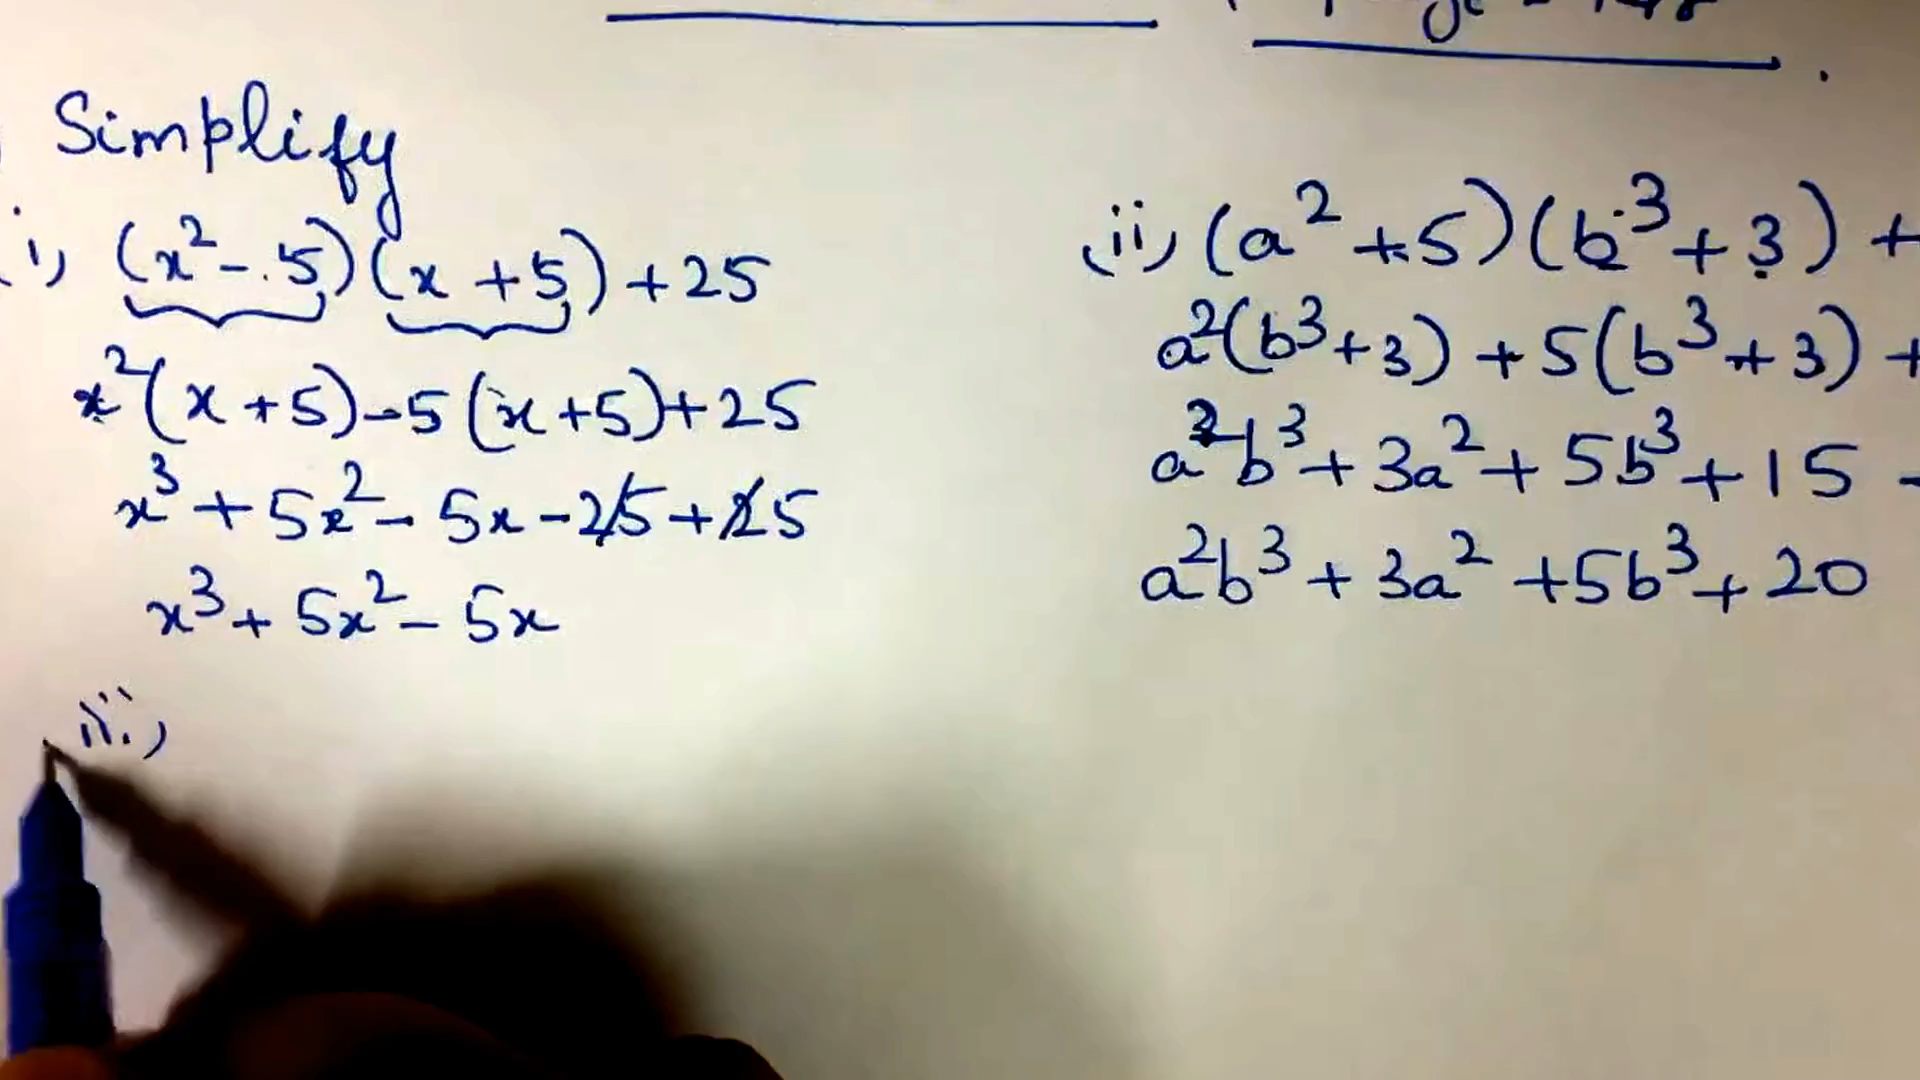 Simplify
(i) (x² - 5)(x + 5) + 25
x²(x + 5) - 5(x + 5) + 25
x³ + 5x² - 5x - 25 + 25
x³ + 5x² - 5x
(ii) (a² + 5)(b³ + 3) +
a²(b³ + 3) + 5(b³ + 3) +
a²b³ + 3a² + 5b³ + 15
a²b³ + 3a² + 5b³ + 20
iii)